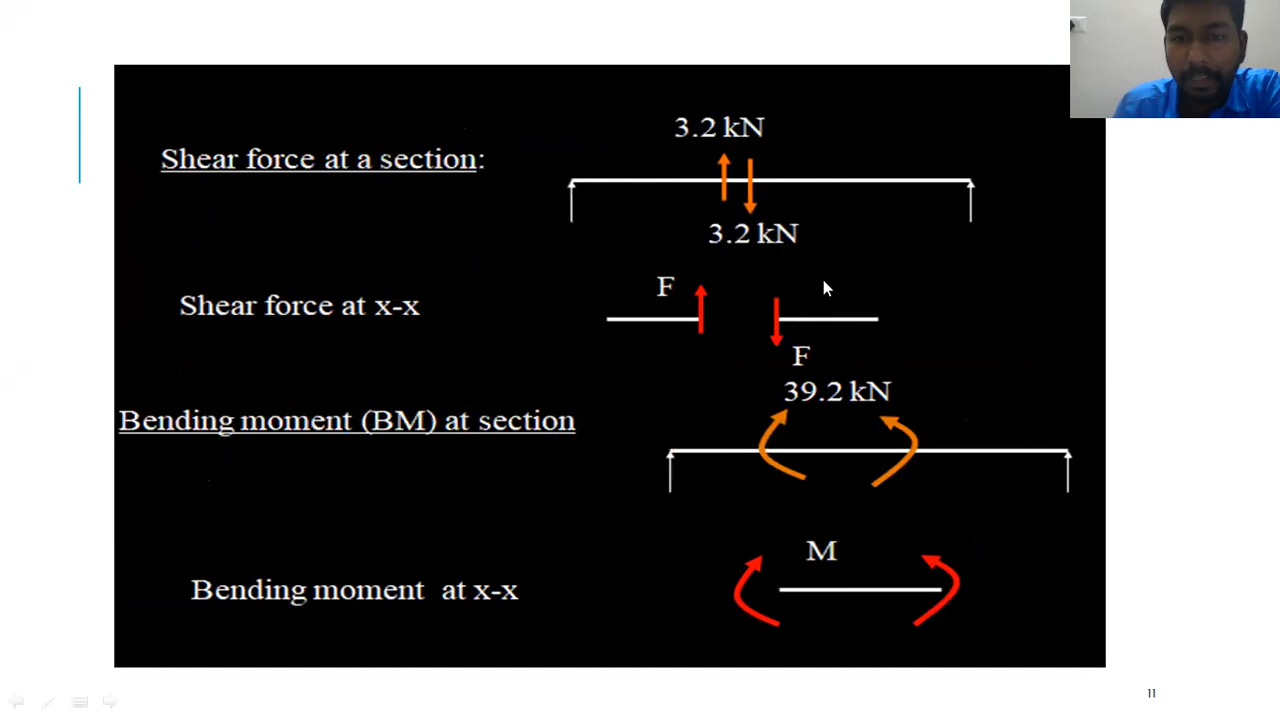 3.2 kN
Shear force at a section:
3.2 kN
F
Shear force at x-x
F
39.2 kN
Bending moment (BM) at section
M
Bending moment at x-x
11